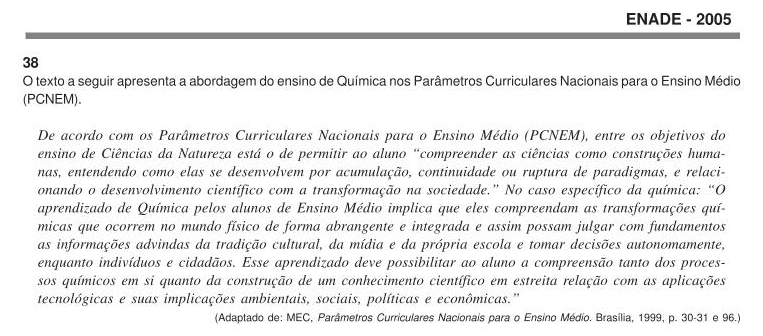 ENADE - 2005
38
O texto a seguir apresenta a abordagem do ensino de Química nos Parâmetros Curriculares Nacionais para o Ensino Médio
(PCNEM).
De acordo com os Parâmetros Curriculares Nacionais para o Ensino Médio (PCNEM), entre os objetivos do
ensino de Ciências da Natureza está o de permitir ao aluno “compreender as ciências como construções huma-
nas, entendendo como elas se desenvolvem por acumulação, continuidade ou ruptura de paradigmas, e relaci-
onando o desenvolvimento científico com a transformação na sociedade.” No caso específico da química: “O
aprendizado de Química pelos alunos de Ensino Médio implica que eles compreendam as transformações quí-
micas que ocorrem no mundo físico de forma abrangente e integrada e assim possam julgar com fundamentos
as informações advindas da tradição cultural, da mídia e da própria escola e tomar decisões autonomamente,
enquanto indivíduos e cidadãos. Esse aprendizado deve possibilitar ao aluno a compreensão tanto dos proces-
sos químicos em si quanto da construção de um conhecimento científico em estreita relação com as aplicações
tecnológicas e suas implicações ambientais, sociais, políticas e econômicas.”
(Adaptado de: MEC, Parâmetros Curriculares Nacionais para o Ensino Médio. Brasília, 1999, p. 30-31 e 96.)